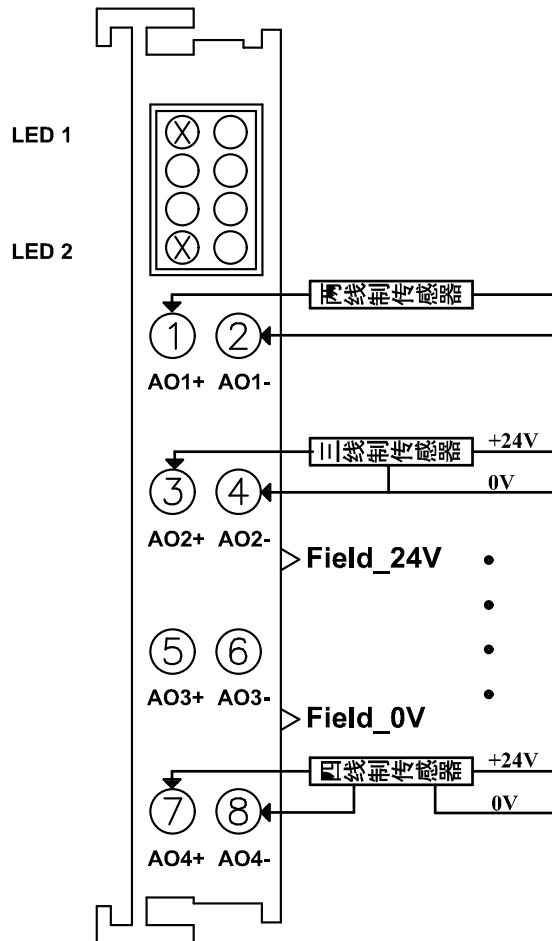 LED 1
LED 2
两线制传感器
1 2
AO1+ AO1-
三线制传感器 +24V
0V
3 4
AO2+ AO2-
Field_24V
5 6
AO3+ AO3-
Field_0V
四线制传感器 +24V
0V
7 8
AO4+ AO4-